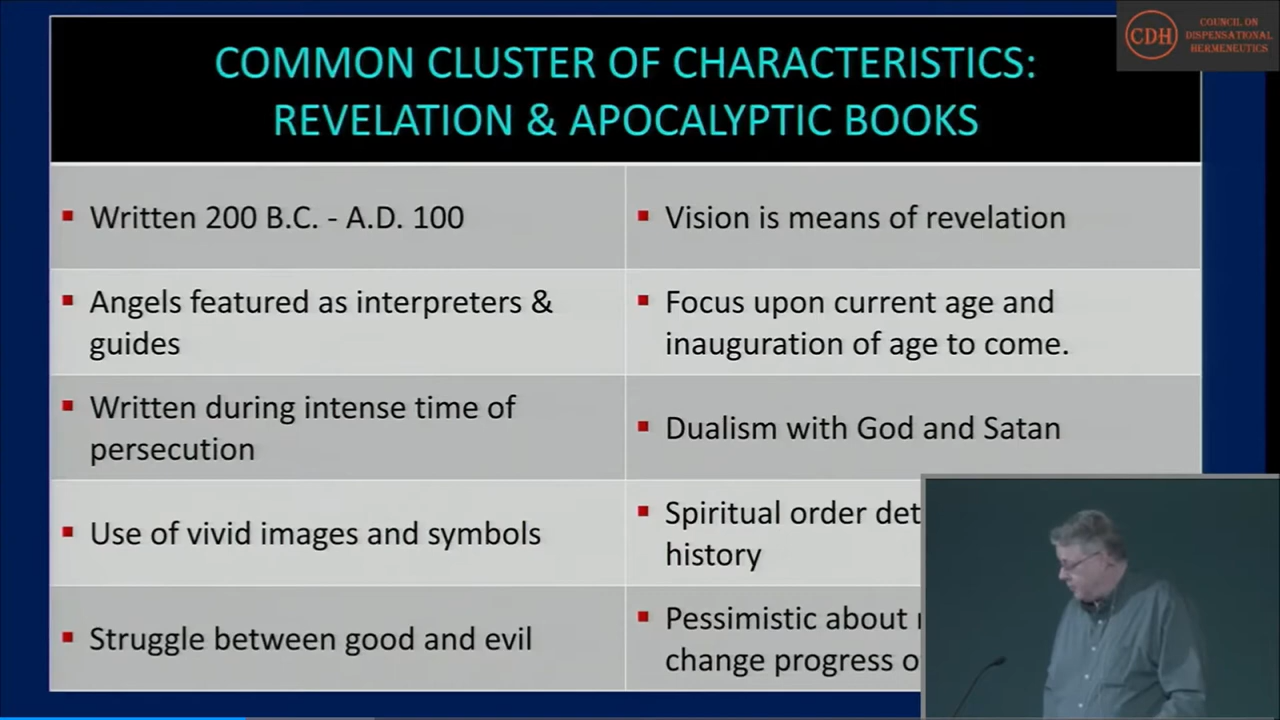 CDH
COUNCIL ON
DISPENSATIONAL
HERMENEUTICS
COMMON CLUSTER OF CHARACTERISTICS:
REVELATION & APOCALYPTIC BOOKS
Written 200 B.C. - A.D. 100
Vision is means of revelation
Angels featured as interpreters &
guides
Focus upon current age and
inauguration of age to come.
Written during intense time of
persecution
Dualism with God and Satan
Use of vivid images and symbols
Spiritual order
history
Struggle between good and evil
Pessimistic about
change progress